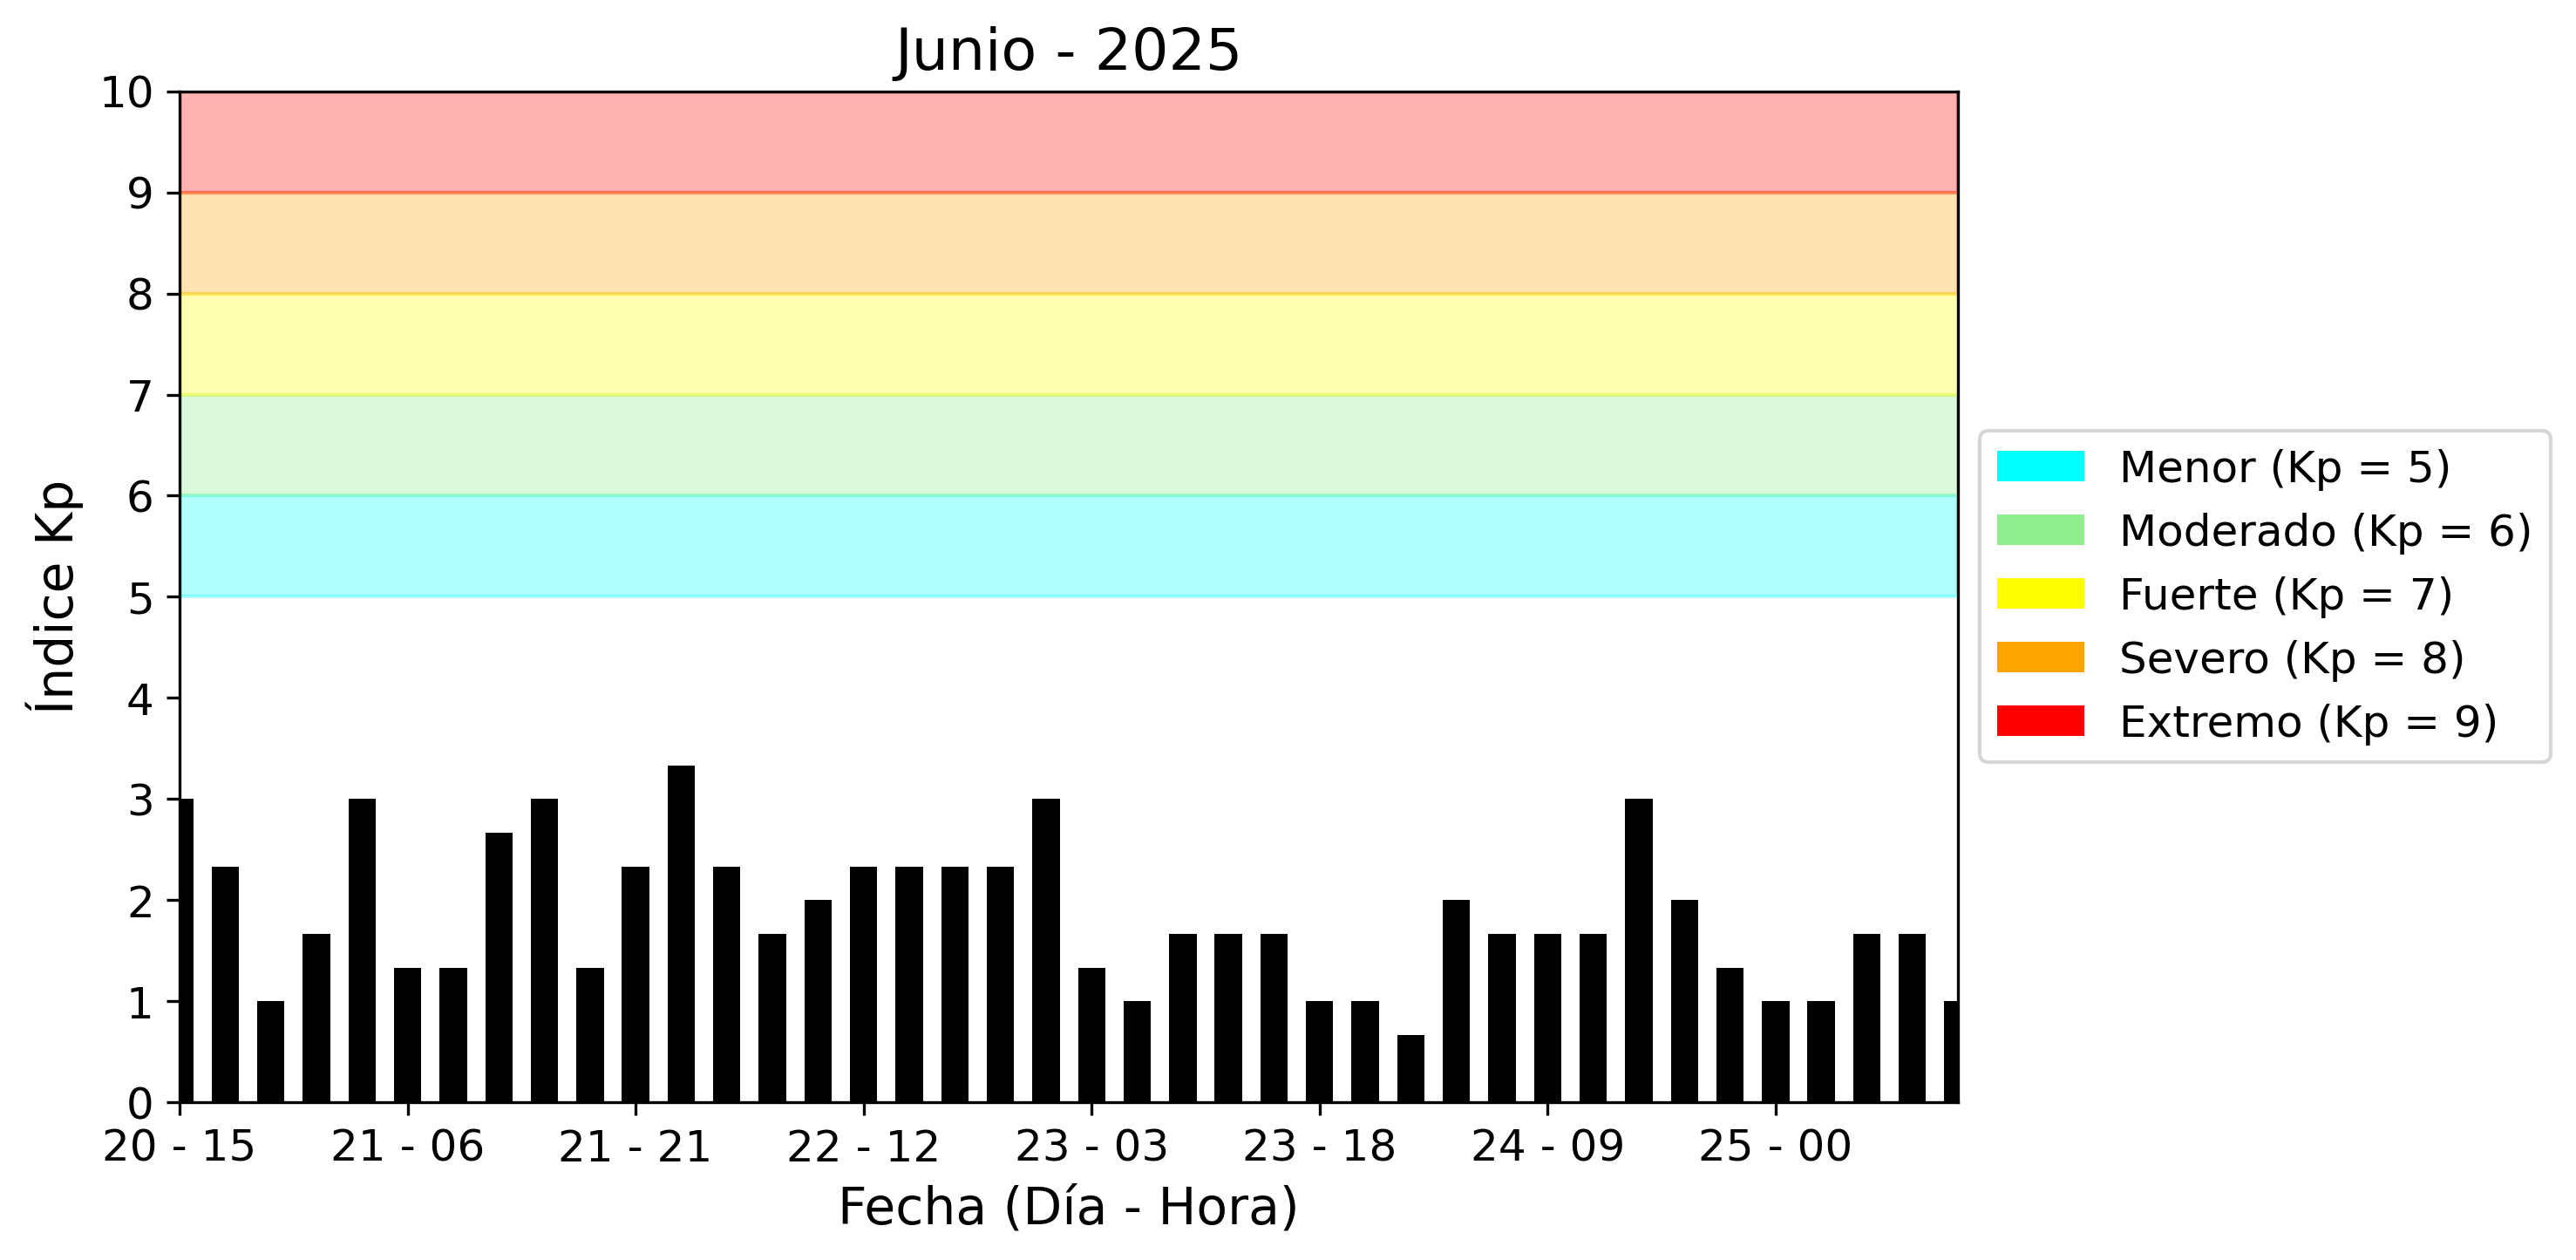 Junio - 2025
10
9
8
7
6
5
4
3
2
1
0
Índice Kp
20 - 15
21 - 06
21 - 21
22 - 12
23 - 03
23 - 18
24 - 09
25 - 00
Fecha (Día - Hora)
Menor (Kp = 5)
Moderado (Kp = 6)
Fuerte (Kp = 7)
Severo (Kp = 8)
Extremo (Kp = 9)